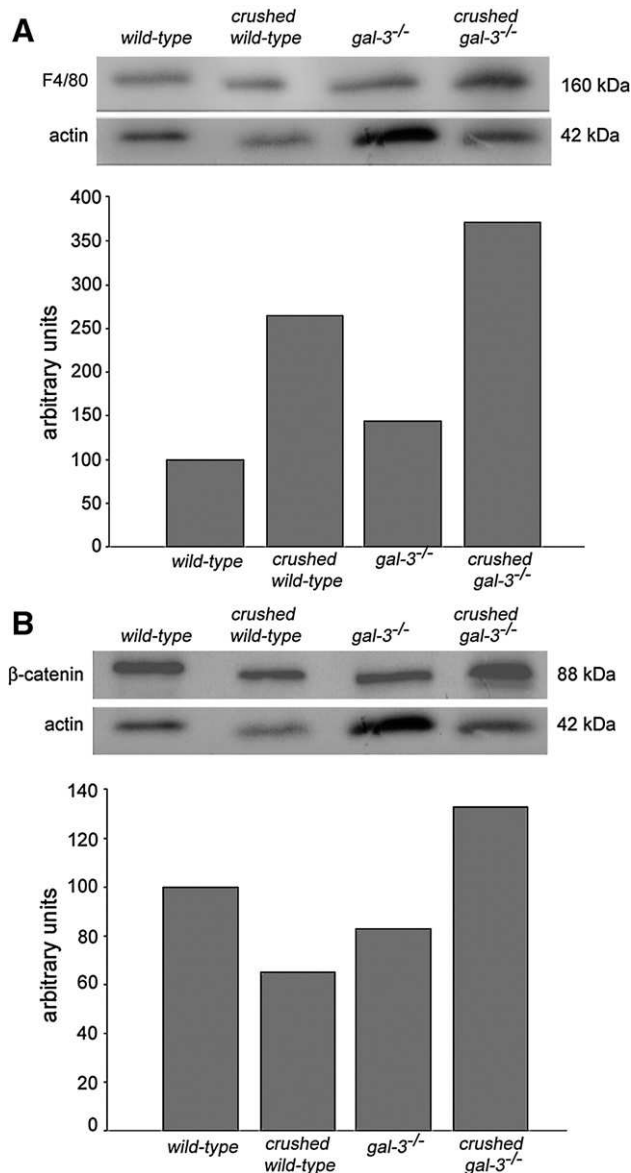 A
wild-type
crushed
wild-type
gal-3-/-
crushed
gal-3-/-
F4/80
160 kDa
actin
42 kDa
400
350
300
250
200
150
100
50
0
arbitrary units
wild-type
crushed
wild-type
gal-3-/-
crushed
gal-3-/-
B
wild-type
crushed
wild-type
gal-3-/-
crushed
gal-3-/-
β-catenin
88 kDa
actin
42 kDa
140
120
100
80
60
40
20
0
arbitrary units
wild-type
crushed
wild-type
gal-3-/-
crushed
gal-3-/-